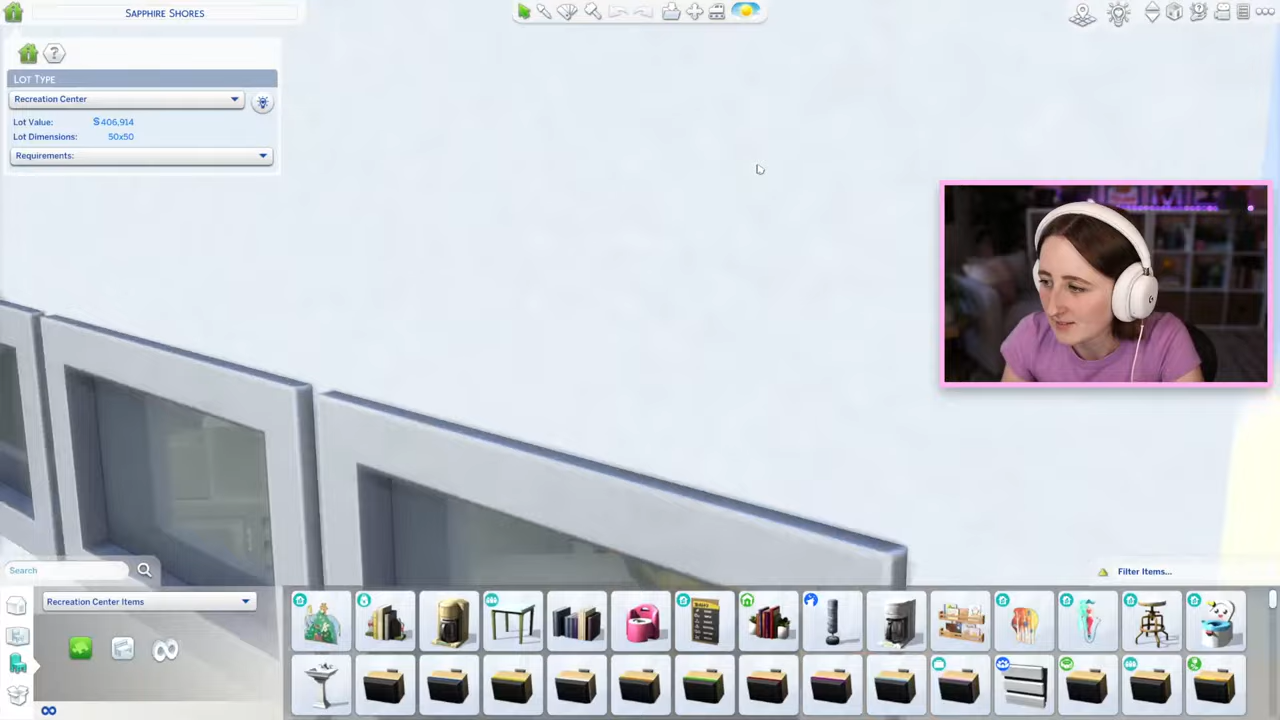 SAPPHIRE SHORES
LOT TYPE
Recreation Center
Lot Value: §406,914
Lot Dimensions: 50x50
Requirements:
Search
Filter Items...
Recreation Center Items